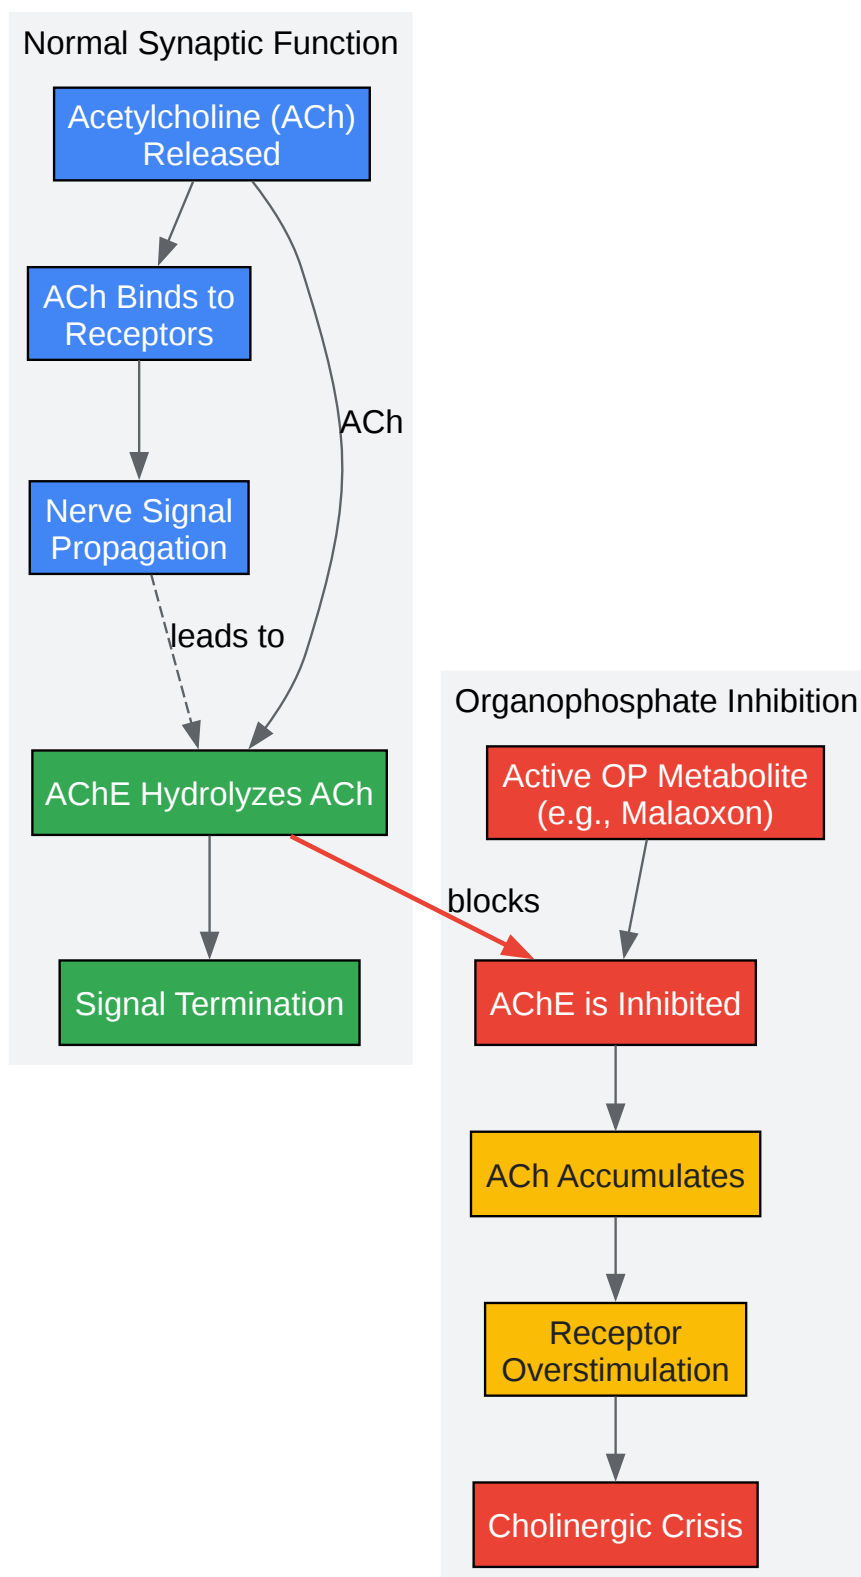 Normal Synaptic Function
Acetylcholine (ACh)
Released
ACh Binds to
Receptors
ACh
Nerve Signal
Propagation
leads to
AChE Hydrolyzes ACh
Signal Termination
Organophosphate Inhibition
Active OP Metabolite
(e.g., Malaoxon)
blocks
AChE is Inhibited
ACh Accumulates
Receptor
Overstimulation
Cholinergic Crisis